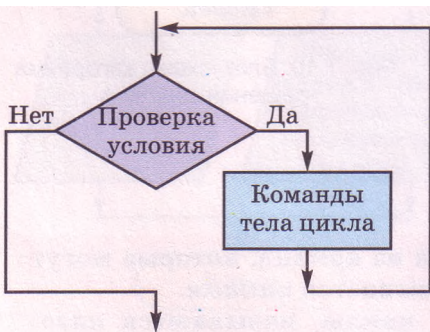 Нет
Проверка
условия
Да
Команды
тела цикла